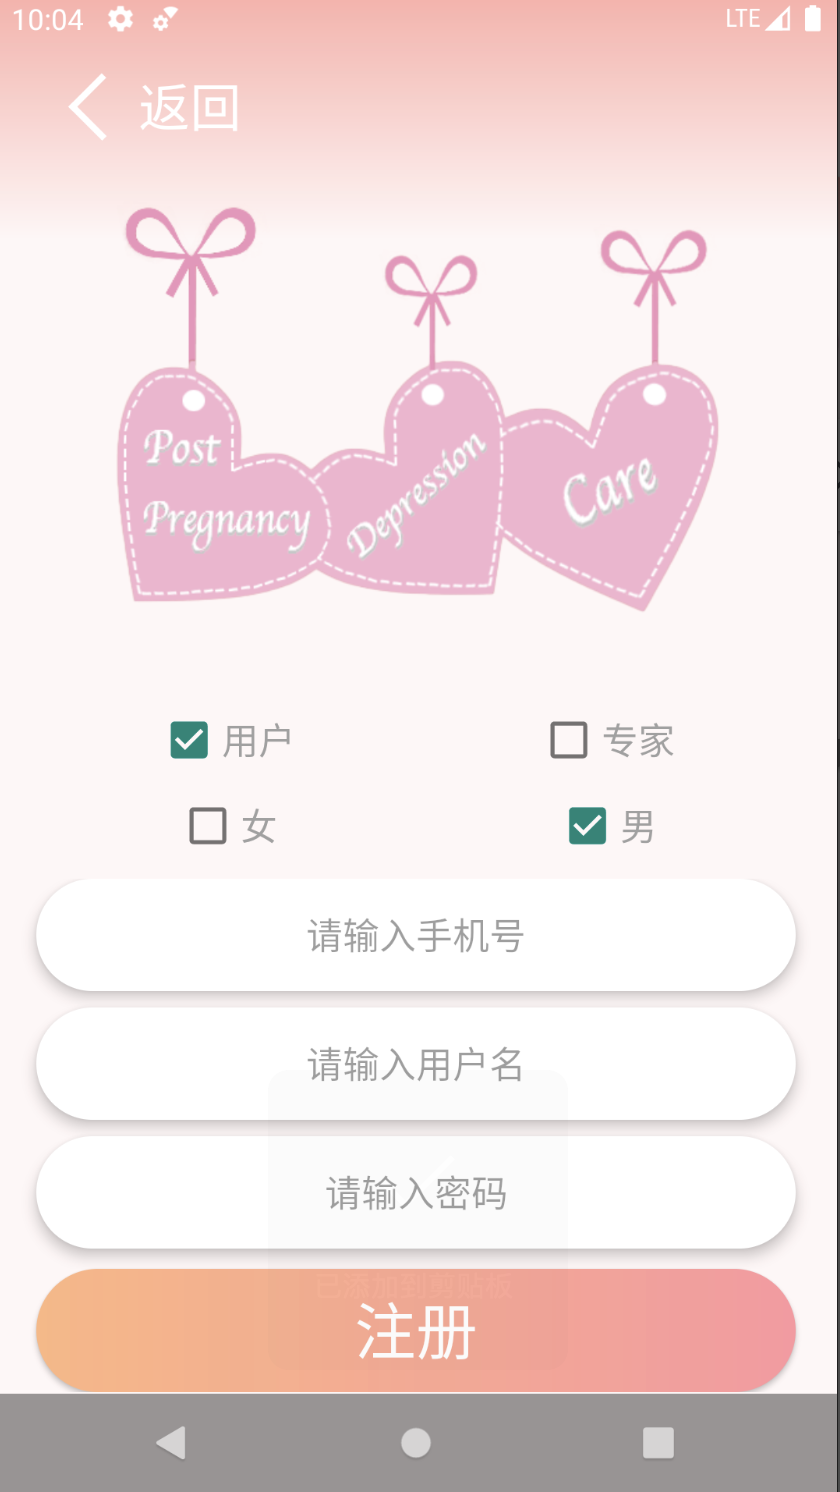 10:04
LTE
返回
Post
Pregnancy
Depression
Care
用户
专家
女
男
请输入手机号
请输入用户名
请输入密码
已添加到剪贴板
注册